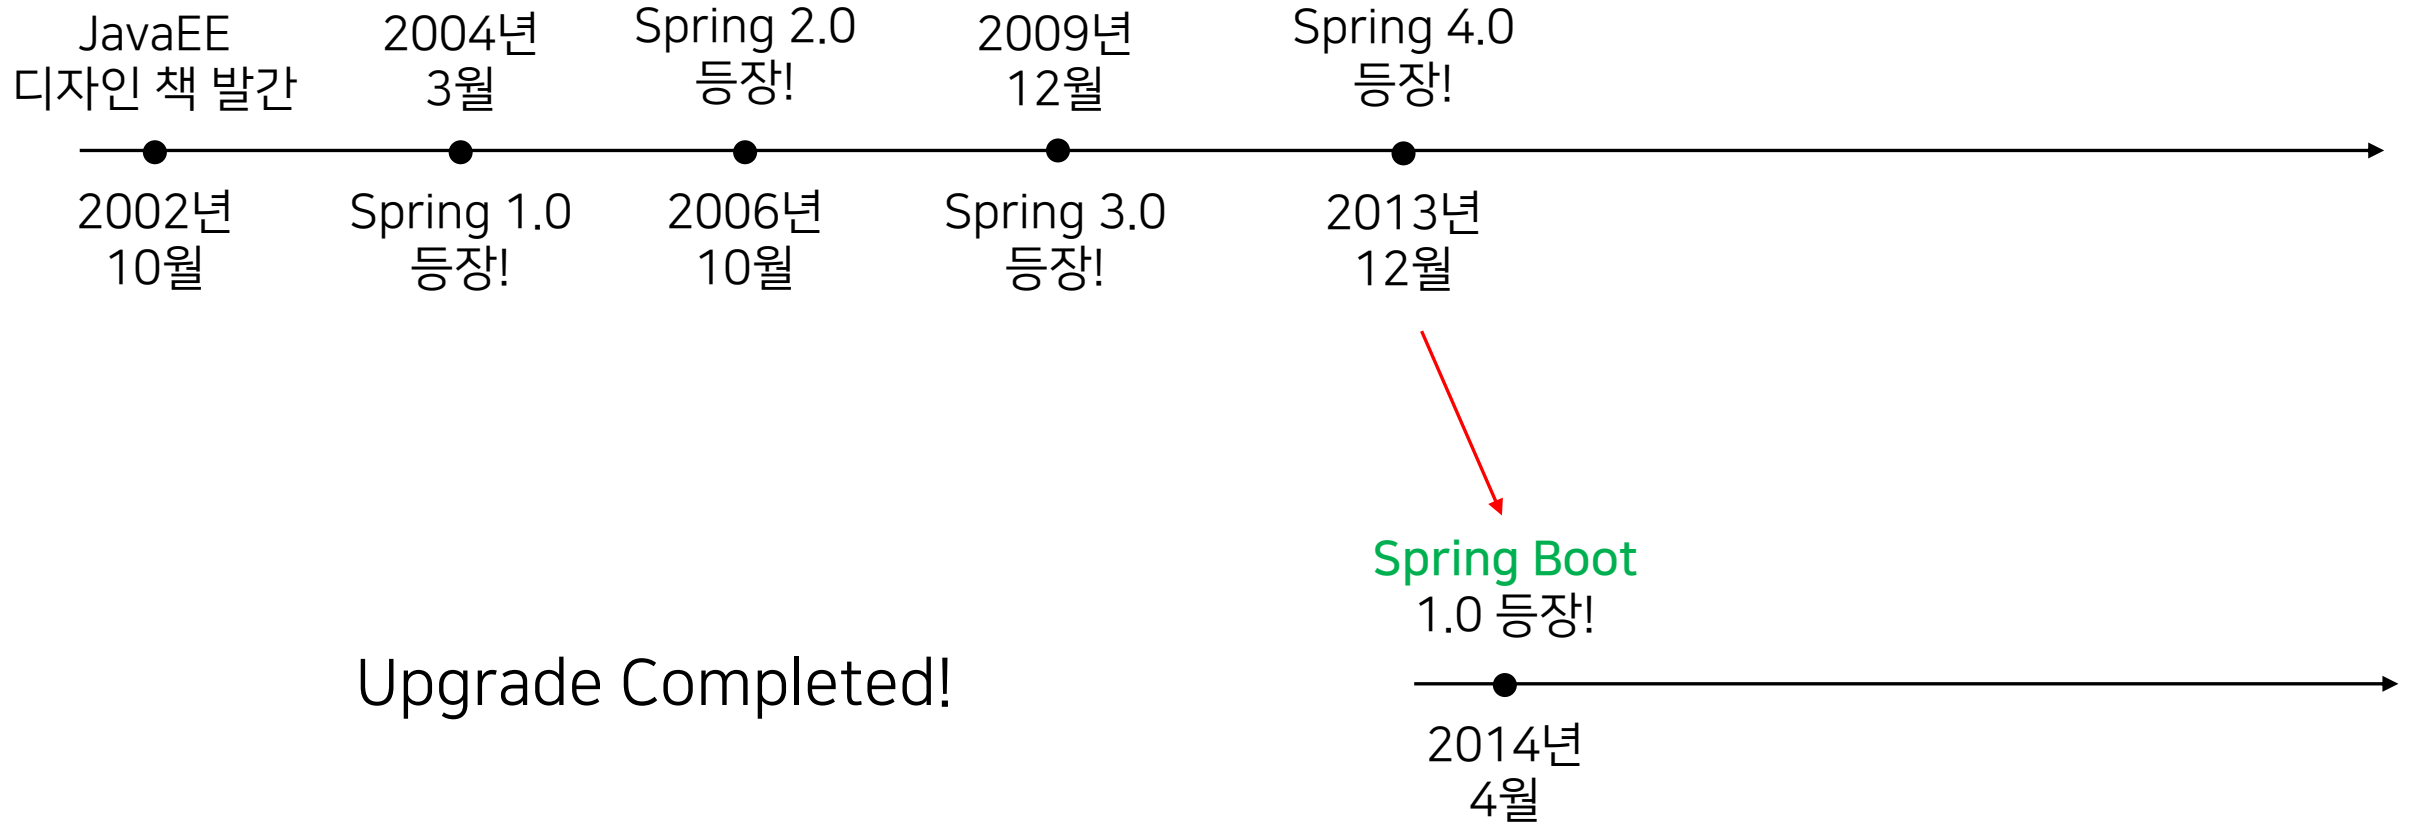 JavaEE
디자인 책 발간
2002년
10월
2004년
3월
Spring 1.0
등장!
Spring 2.0
등장!
2006년
10월
2009년
12월
Spring 3.0
등장!
Spring 4.0
등장!
2013년
12월
Spring Boot
1.0 등장!
2014년
4월
Upgrade Completed!